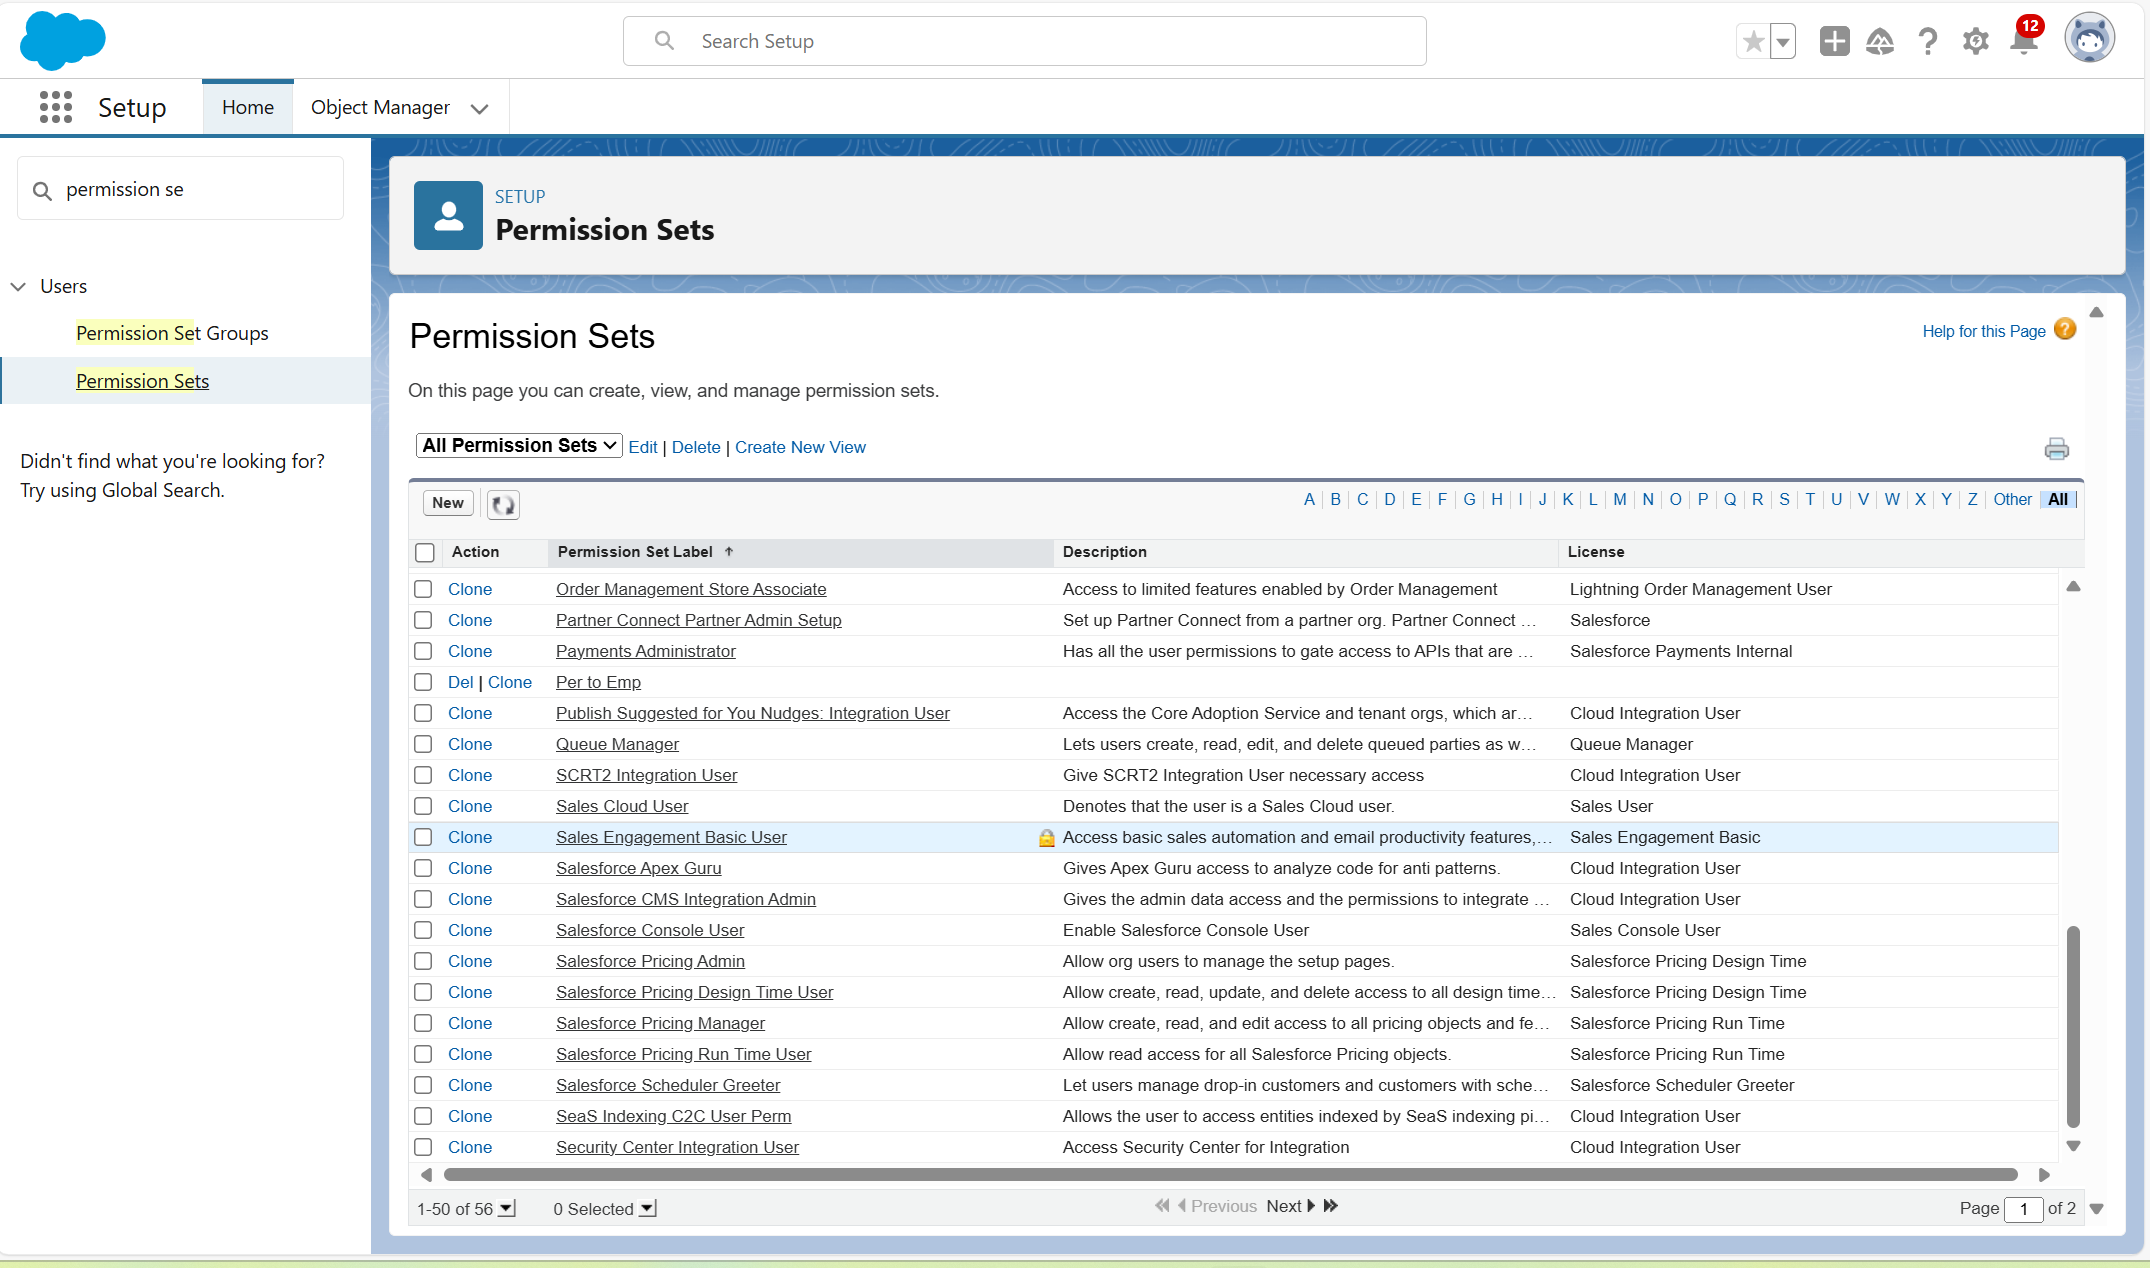 Search Setup
12
Setup
Home
Object Manager
permission se
Users
Permission Set Groups
Permission Sets
Didn't find what you're looking for?
Try using Global Search.
SETUP
Permission Sets
Permission Sets
Help for this Page ?
On this page you can create, view, and manage permission sets.
All Permission Sets Edit | Delete | Create New View
New A | B | C | D | E | F | G | H | I | J | K | L | M | N | O | P | Q | R | S | T | U | V | W | X | Y | Z | Other | All
Action Permission Set Label ↑ Description License
Clone Order Management Store Associate Access to limited features enabled by Order Management Lightning Order Management User
Clone Partner Connect Partner Admin Setup Set up Partner Connect from a partner org. Partner Connect ... Salesforce
Clone Payments Administrator Has all the user permissions to gate access to APIs that are ... Salesforce Payments Internal
Del | Clone Per to Emp
Clone Publish Suggested for You Nudges: Integration User Access the Core Adoption Service and tenant orgs, which ar... Cloud Integration User
Clone Queue Manager Lets users create, read, edit, and delete queued parties as w... Queue Manager
Clone SCRT2 Integration User Give SCRT2 Integration User necessary access Cloud Integration User
Clone Sales Cloud User Denotes that the user is a Sales Cloud user. Sales User
Clone Sales Engagement Basic User Access basic sales automation and email productivity features,... Sales Engagement Basic
Clone Salesforce Apex Guru Gives Apex Guru access to analyze code for anti patterns. Cloud Integration User
Clone Salesforce CMS Integration Admin Gives the admin data access and the permissions to integrate ... Cloud Integration User
Clone Salesforce Console User Enable Salesforce Console User Sales Console User
Clone Salesforce Pricing Admin Allow org users to manage the setup pages. Salesforce Pricing Design Time
Clone Salesforce Pricing Design Time User Allow create, read, update, and delete access to all design time... Salesforce Pricing Design Time
Clone Salesforce Pricing Manager Allow create, read, and edit access to all pricing objects and fe... Salesforce Pricing Run Time
Clone Salesforce Pricing Run Time User Allow read access for all Salesforce Pricing objects. Salesforce Pricing Run Time
Clone Salesforce Scheduler Greeter Let users manage drop-in customers and customers with sche... Salesforce Scheduler Greeter
Clone SeaS Indexing C2C User Perm Allows the user to access entities indexed by SeaS indexing pi... Cloud Integration User
Clone Security Center Integration User Access Security Center for Integration Cloud Integration User
1-50 of 56 0 Selected Previous Next Page 1 of 2